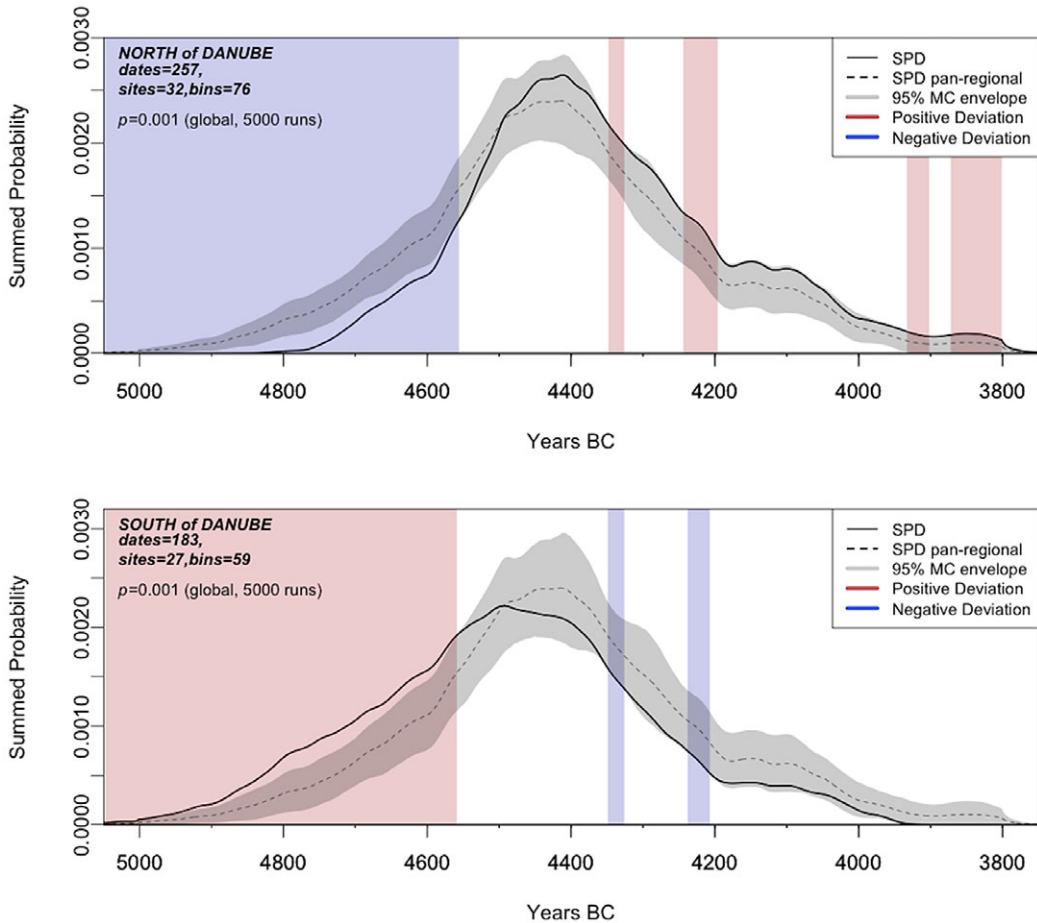 NORTH of DANUBE
dates=257,
sites=32,bins=76
p=0.001 (global, 5000 runs)
SPD
SPD pan-regional
95% MC envelope
Positive Deviation
Negative Deviation
Summed Probability
0.0030
0.0020
0.0010
0.0000
5000 4800 4600 4400 4200 4000 3800
Years BC
SOUTH of DANUBE
dates=183,
sites=27,bins=59
p=0.001 (global, 5000 runs)
SPD
SPD pan-regional
95% MC envelope
Positive Deviation
Negative Deviation
Summed Probability
0.0030
0.0020
0.0010
0.0000
5000 4800 4600 4400 4200 4000 3800
Years BC